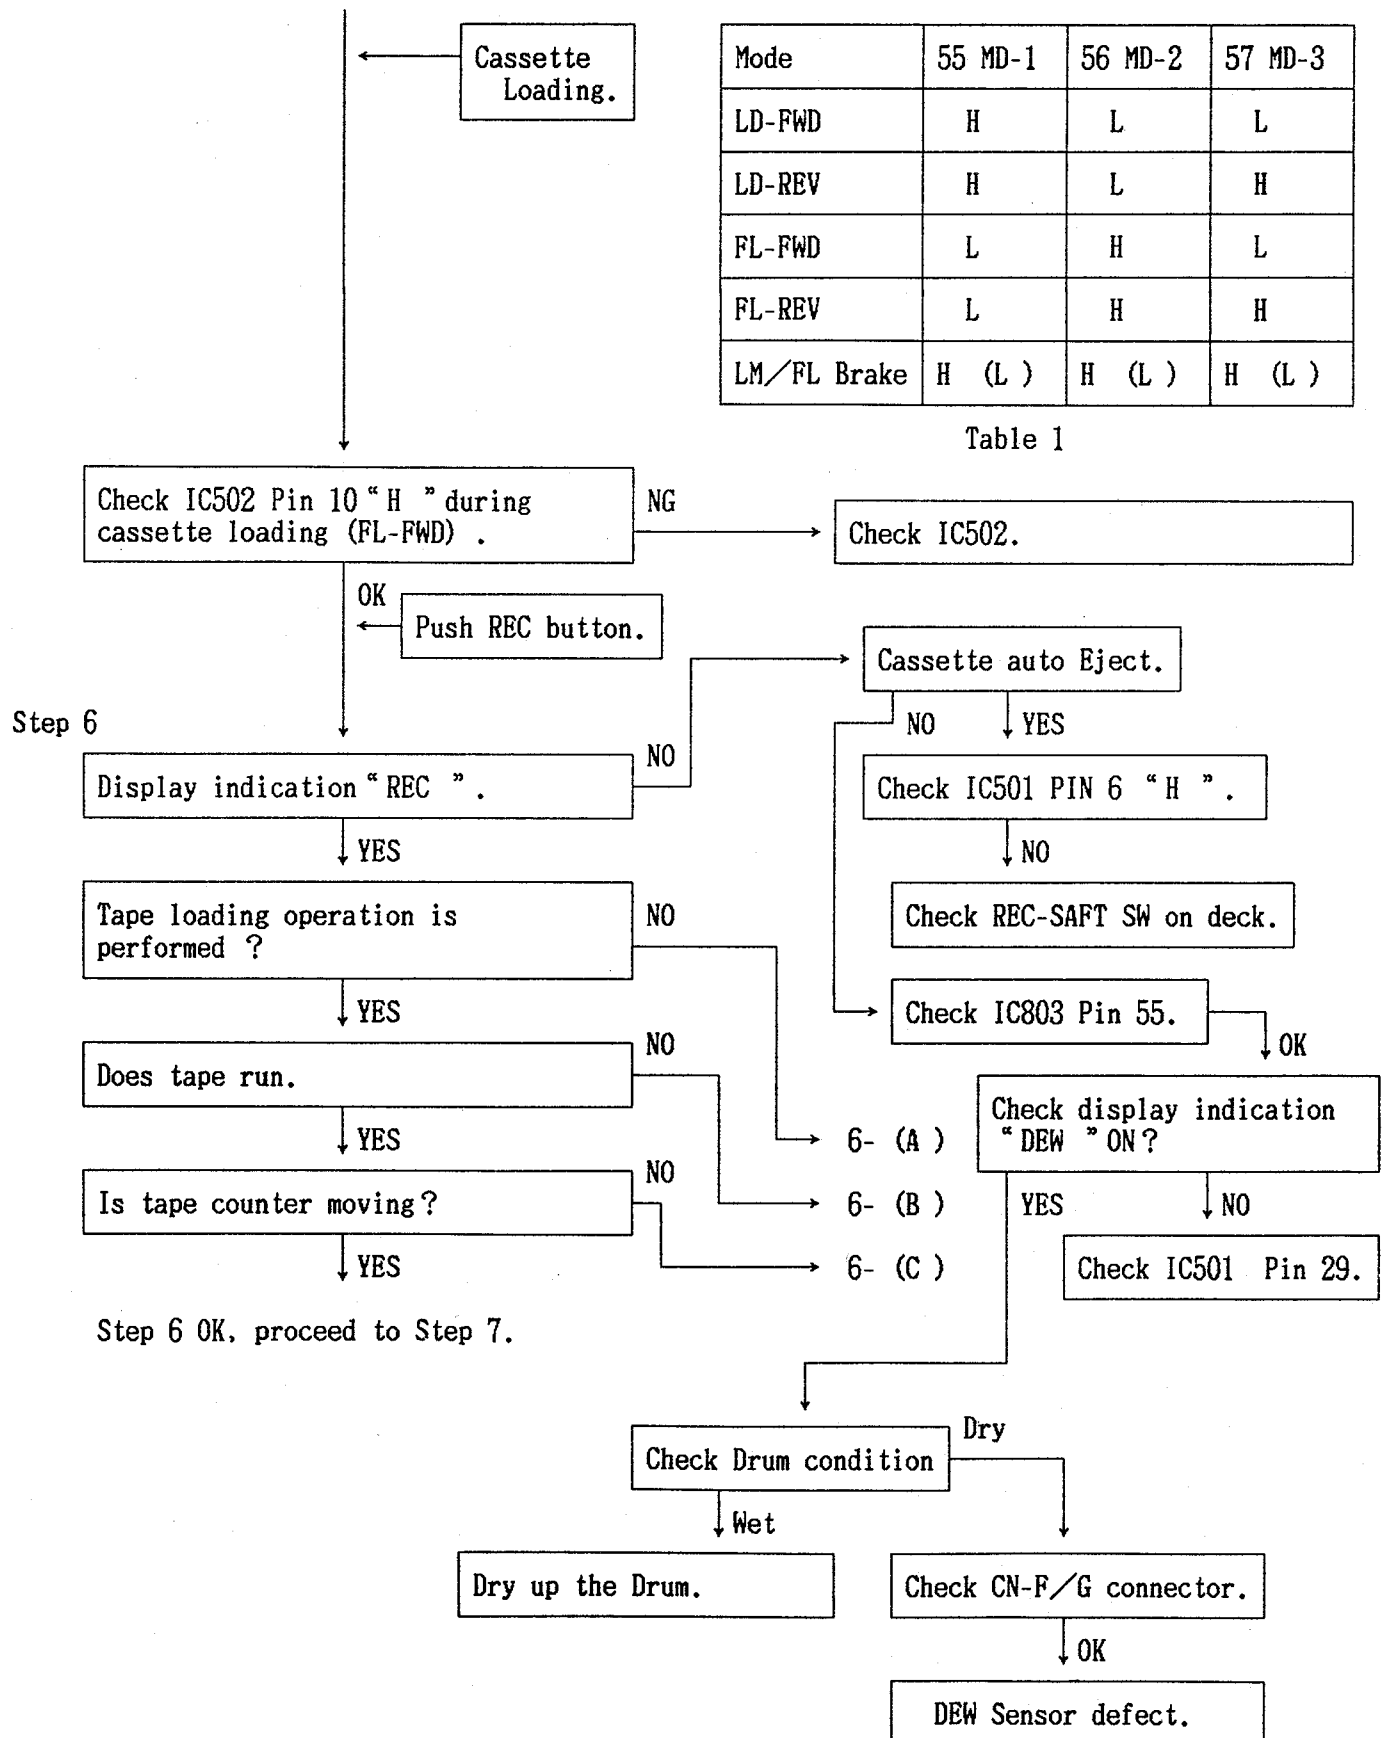 Cassette
Loading.
Mode 55 MD-1 56 MD-2 57 MD-3
LD-FWD H L L
LD-REV H L H
FL-FWD L H L
FL-REV L H H
LM／FL Brake H (L ) H (L ) H (L )
Table 1
Check IC502 Pin 10 “ H ” during
cassette loading (FL-FWD) .
NG
Check IC502.
OK
Push REC button.
Cassette auto Eject.
Step 6
NO YES
Display indication “ REC ” .
NO
Check IC501 PIN 6 “ H ” .
YES
NO
Tape loading operation is
performed ?
NO
Check REC-SAFT SW on deck.
YES
Check IC803 Pin 55.
OK
Does tape run.
NO
Check display indication
“ DEW ” ON?
YES
6- (A )
Is tape counter moving?
NO
6- (B )
YES NO
YES
6- (C )
Check IC501 Pin 29.
Step 6 OK, proceed to Step 7.
Check Drum condition
Dry
Wet
Dry up the Drum.
Check CN-F／G connector.
OK
DEW Sensor defect.